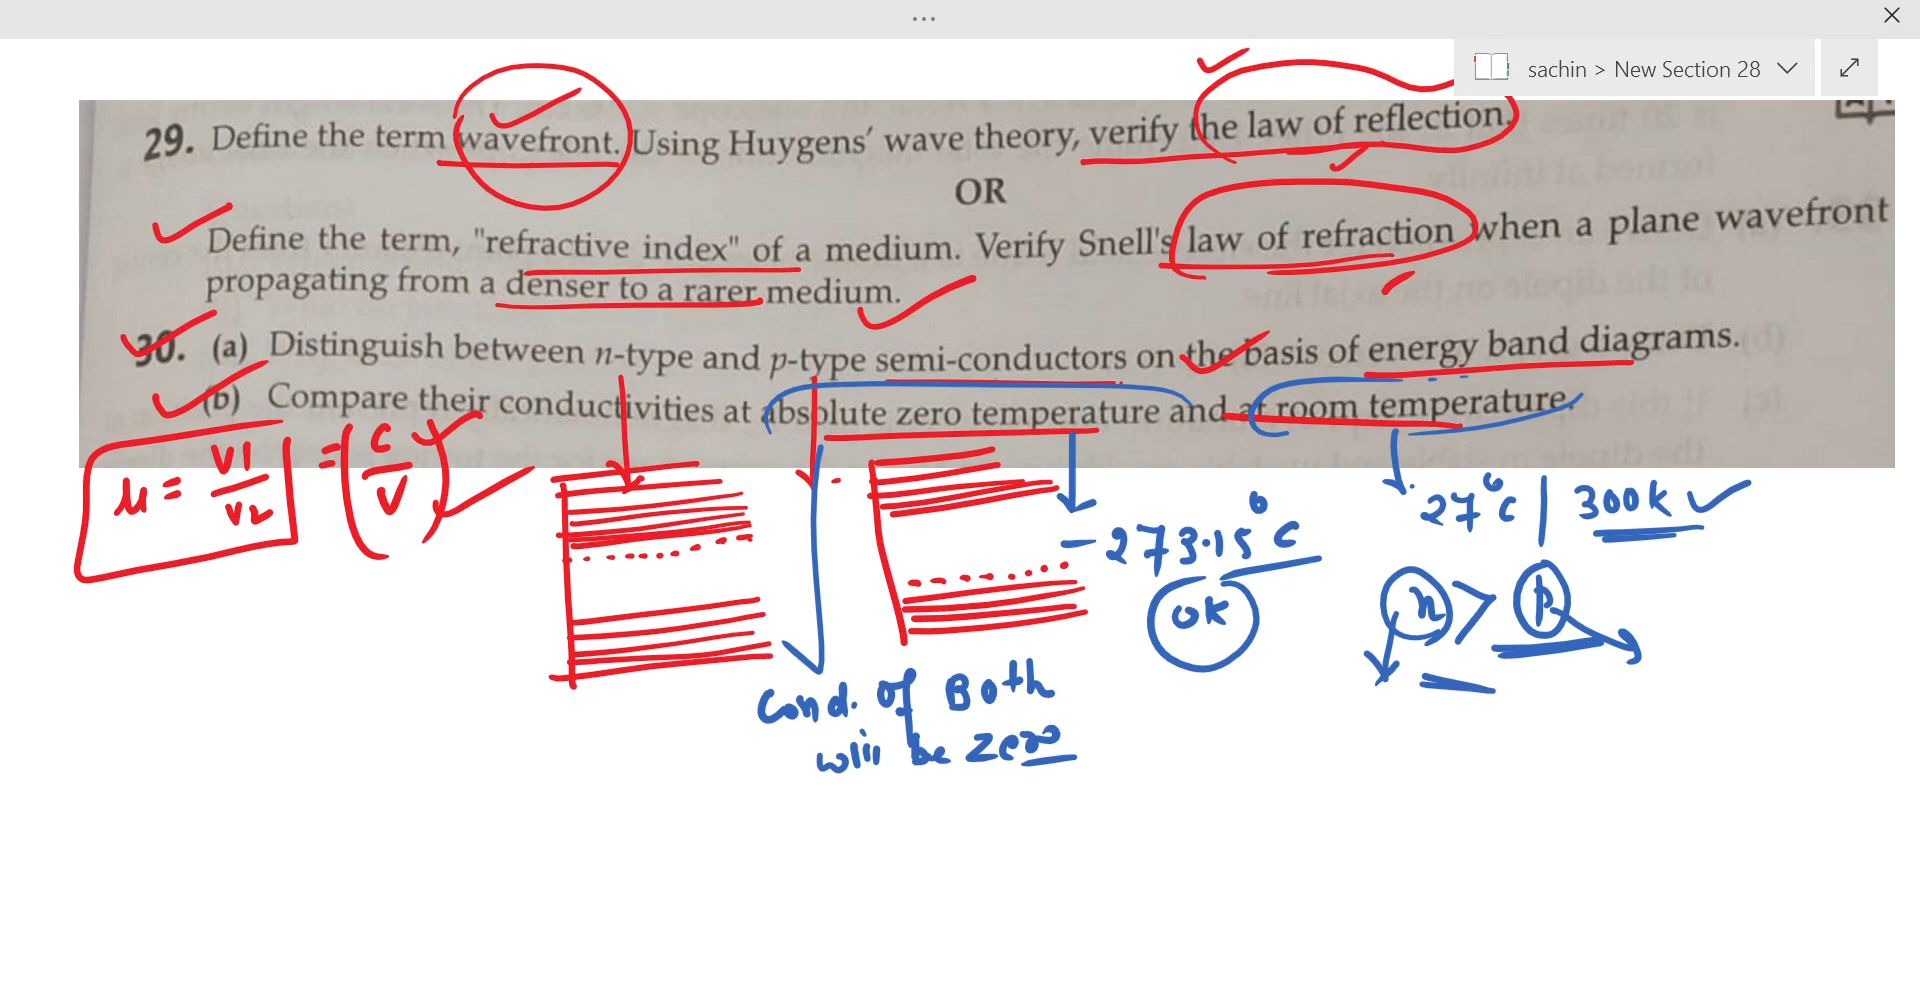 sachin > New Section 28
29. Define the term wavefront. Using Huygens' wave theory, verify the law of reflection.
OR
Define the term, "refractive index" of a medium. Verify Snell's law of refraction when a plane wavefront
propagating from a denser to a rarer medium.
30. (a) Distinguish between n-type and p-type semi-conductors on the basis of energy band diagrams.
(b) Compare their conductivities at absolute zero temperature and at room temperature.
μ = V1/V2 = (C/V)
-273.15°C
27°C | 300K
0K
n > p
Cond. of Both
will be zero